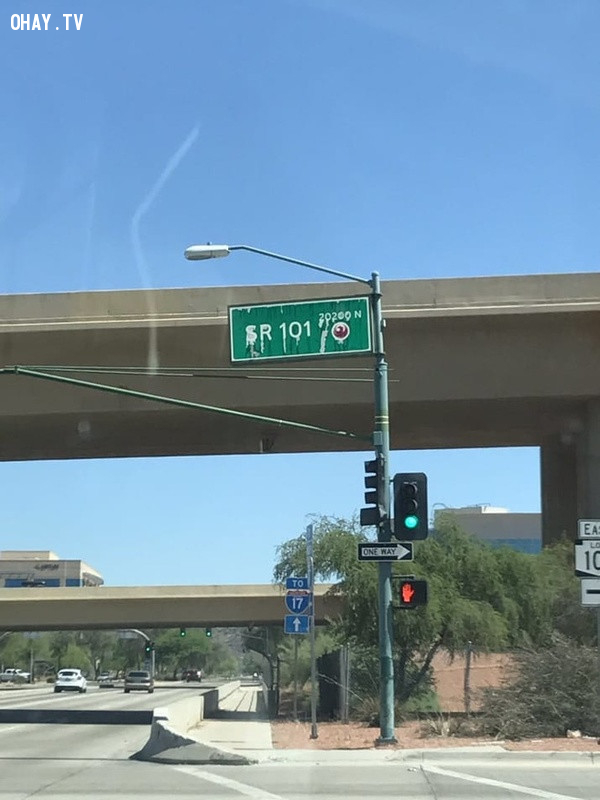 OHAY.TV
20200 N
SR 101
ONE WAY
TO
17